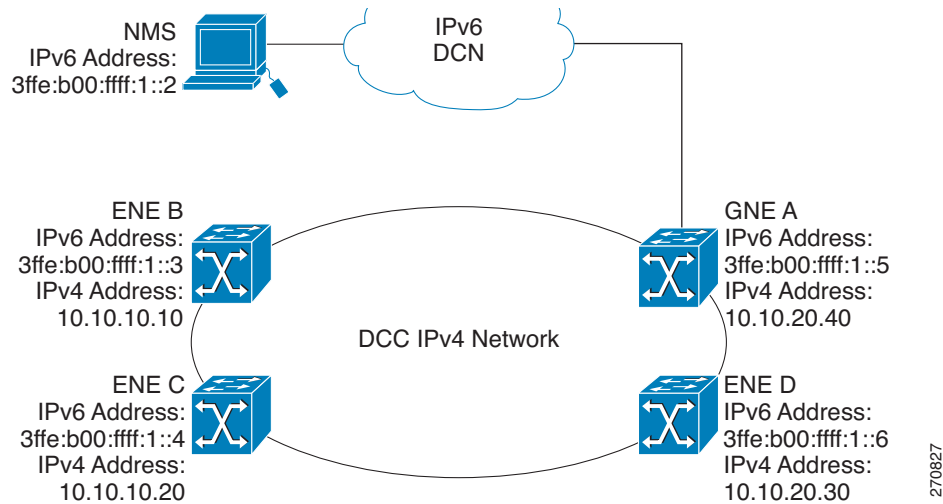 NMS
IPv6 Address:
3ffe:b00:ffff:1::2
IPv6
DCN
ENE B
IPv6 Address:
3ffe:b00:ffff:1::3
IPv4 Address:
10.10.10.10
GNE A
IPv6 Address:
3ffe:b00:ffff:1::5
IPv4 Address:
10.10.20.40
DCC IPv4 Network
ENE C
IPv6 Address:
3ffe:b00:ffff:1::4
IPv4 Address:
10.10.10.20
ENE D
IPv6 Address:
3ffe:b00:ffff:1::6
IPv4 Address:
10.10.20.30
270827